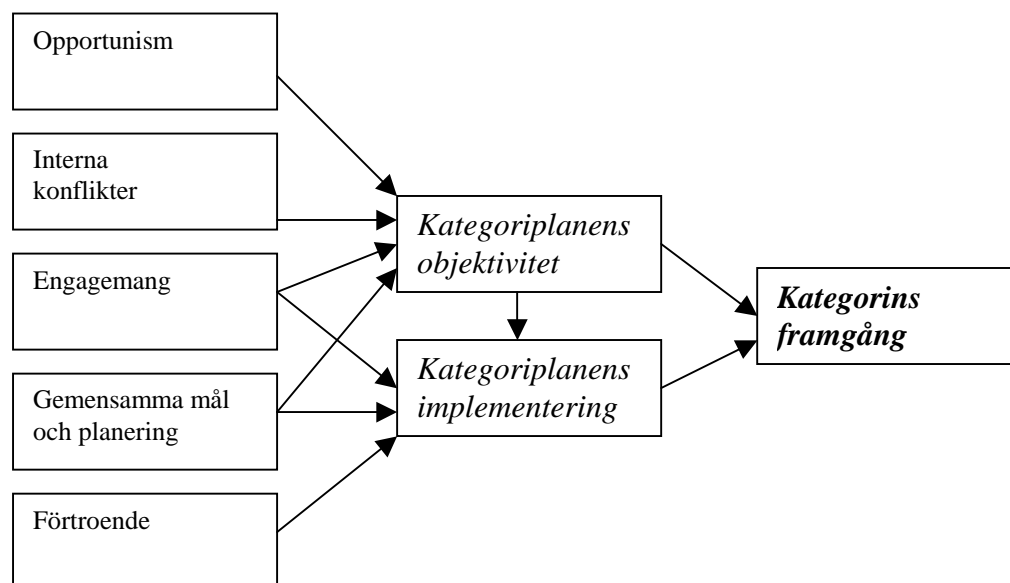 Opportunism
Interna
konflikter
Engagemang
Gemensamma mål
och planering
Förtroende
Kategoriplanens
objektivitet
Kategoriplanens
implementering
Kategorins
framgång